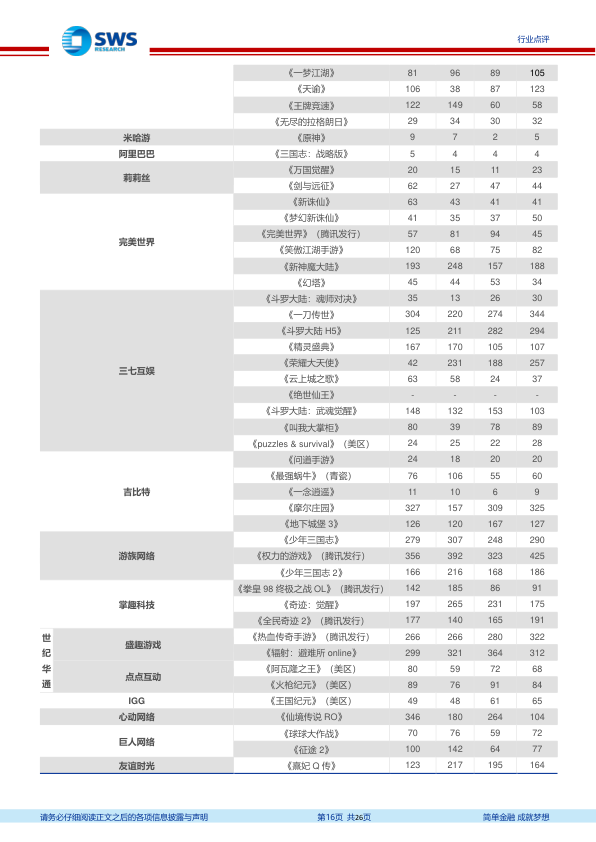 SWS
RESEARCH
行业点评
《一梦江湖》 81 96 89 105
《天谕》 106 38 87 123
《王牌竞速》 122 149 60 58
《无尽的拉格朗日》 29 34 30 32
米哈游 《原神》 9 7 2 5
阿里巴巴 《三国志：战略版》 5 4 4 4
莉莉丝 《万国觉醒》 20 15 11 23
《剑与远征》 62 27 47 44
完美世界 《新诛仙》 63 43 41 41
《梦幻新诛仙》 41 35 37 50
《完美世界》（腾讯发行） 57 81 94 45
《笑傲江湖手游》 120 68 75 82
《新神魔大陆》 193 248 157 188
《幻塔》 45 44 53 34
三七互娱 《斗罗大陆：魂师对决》 35 13 26 30
《一刀传世》 304 220 274 344
《斗罗大陆 H5》 125 211 282 294
《精灵盛典》 167 170 105 107
《荣耀大天使》 42 231 188 257
《云上城之歌》 63 58 24 37
《绝世仙王》 - - - -
《斗罗大陆：武魂觉醒》 148 132 153 103
《叫我大掌柜》 80 39 78 89
《puzzles & survival》（美区） 24 25 22 28
吉比特 《问道手游》 24 18 20 20
《最强蜗牛》（青瓷） 76 106 55 60
《一念逍遥》 11 10 6 9
《摩尔庄园》 327 157 309 325
《地下城堡 3》 126 120 167 127
游族网络 《少年三国志》 279 307 248 290
《权力的游戏》（腾讯发行） 356 392 323 425
《少年三国志 2》 166 216 168 186
掌趣科技 《拳皇 98 终极之战 OL》（腾讯发行） 142 185 86 91
《奇迹：觉醒》 197 265 231 175
《全民奇迹 2》（腾讯发行） 177 140 165 191
世纪华通 盛趣游戏 《热血传奇手游》（腾讯发行） 266 266 280 322
《辐射：避难所 online》 299 321 364 312
点点互动 《阿瓦隆之王》（美区） 80 59 72 68
《火枪纪元》（美区） 89 76 91 84
IGG 《王国纪元》（美区） 49 48 61 65
心动网络 《仙境传说 RO》 346 180 264 104
巨人网络 《球球大作战》 70 76 59 72
《征途 2》 100 142 64 77
友谊时光 《熹妃 Q 传》 123 217 195 164
请务必仔细阅读正文之后的各项信息披露与声明 第16页 共26页 简单金融 成就梦想